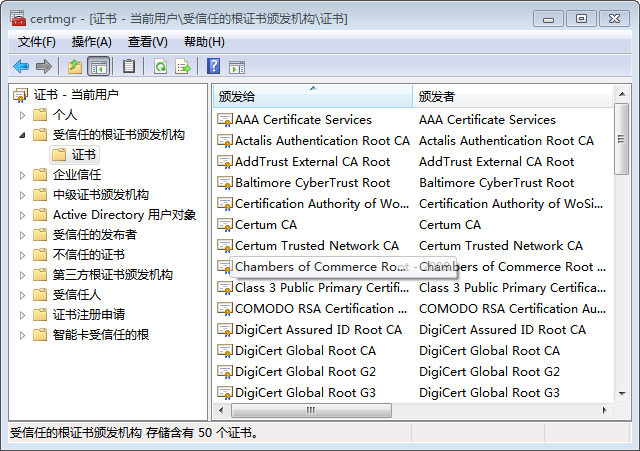 certmgr - [证书 - 当前用户\受信任的根证书颁发机构\证书]
文件(F) 操作(A) 查看(V) 帮助(H)
证书 - 当前用户
个人
受信任的根证书颁发机构
证书
企业信任
中级证书颁发机构
Active Directory 用户对象
受信任的发布者
不信任的证书
第三方根证书颁发机构
受信任人
证书注册申请
智能卡受信任的根
颁发给 颁发者
AAA Certificate Services AAA Certificate Services
Actalis Authentication Root CA Actalis Authentication Root CA
AddTrust External CA Root AddTrust External CA Root
Baltimore CyberTrust Root Baltimore CyberTrust Root
Certification Authority of WoS... Certification Authority of WoSi...
Certum CA Certum CA
Certum Trusted Network CA Certum Trusted Network CA
Chambers of Commerce Roo... Chambers of Commerce Root ...
Class 3 Public Primary Certifi... Class 3 Public Primary Certifica...
COMODO RSA Certification ... COMODO RSA Certification Au...
DigiCert Assured ID Root CA DigiCert Assured ID Root CA
DigiCert Global Root CA DigiCert Global Root CA
DigiCert Global Root G2 DigiCert Global Root G2
DigiCert Global Root G3 DigiCert Global Root G3
受信任的根证书颁发机构 存储含有 50 个证书。